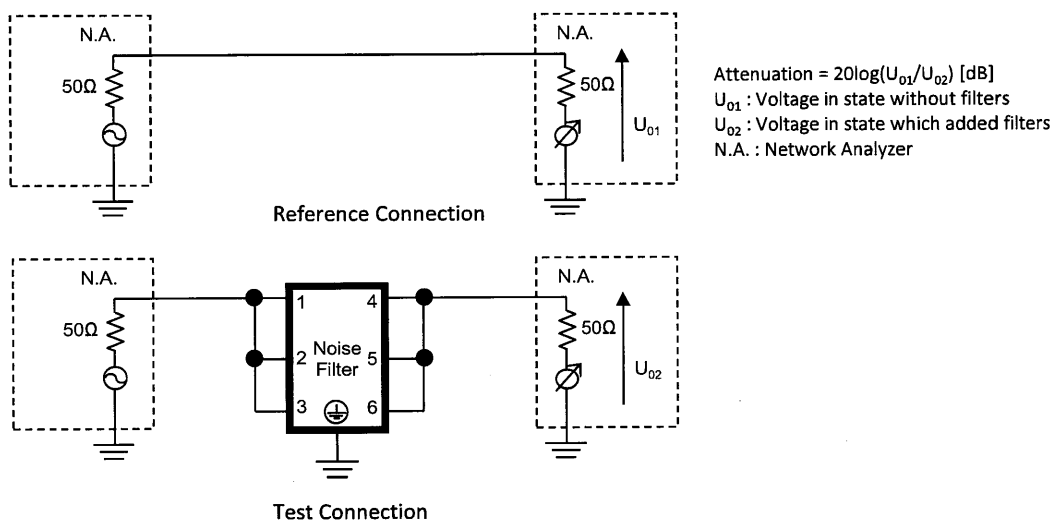 N.A.
50Ω
N.A.
50Ω
U01
Attenuation = 20log(U01/U02) [dB]
U01 : Voltage in state without filters
U02 : Voltage in state which added filters
N.A. : Network Analyzer
Reference Connection
N.A.
50Ω
1
2
3
4
5
6
Noise
Filter
N.A.
50Ω
U02
Test Connection